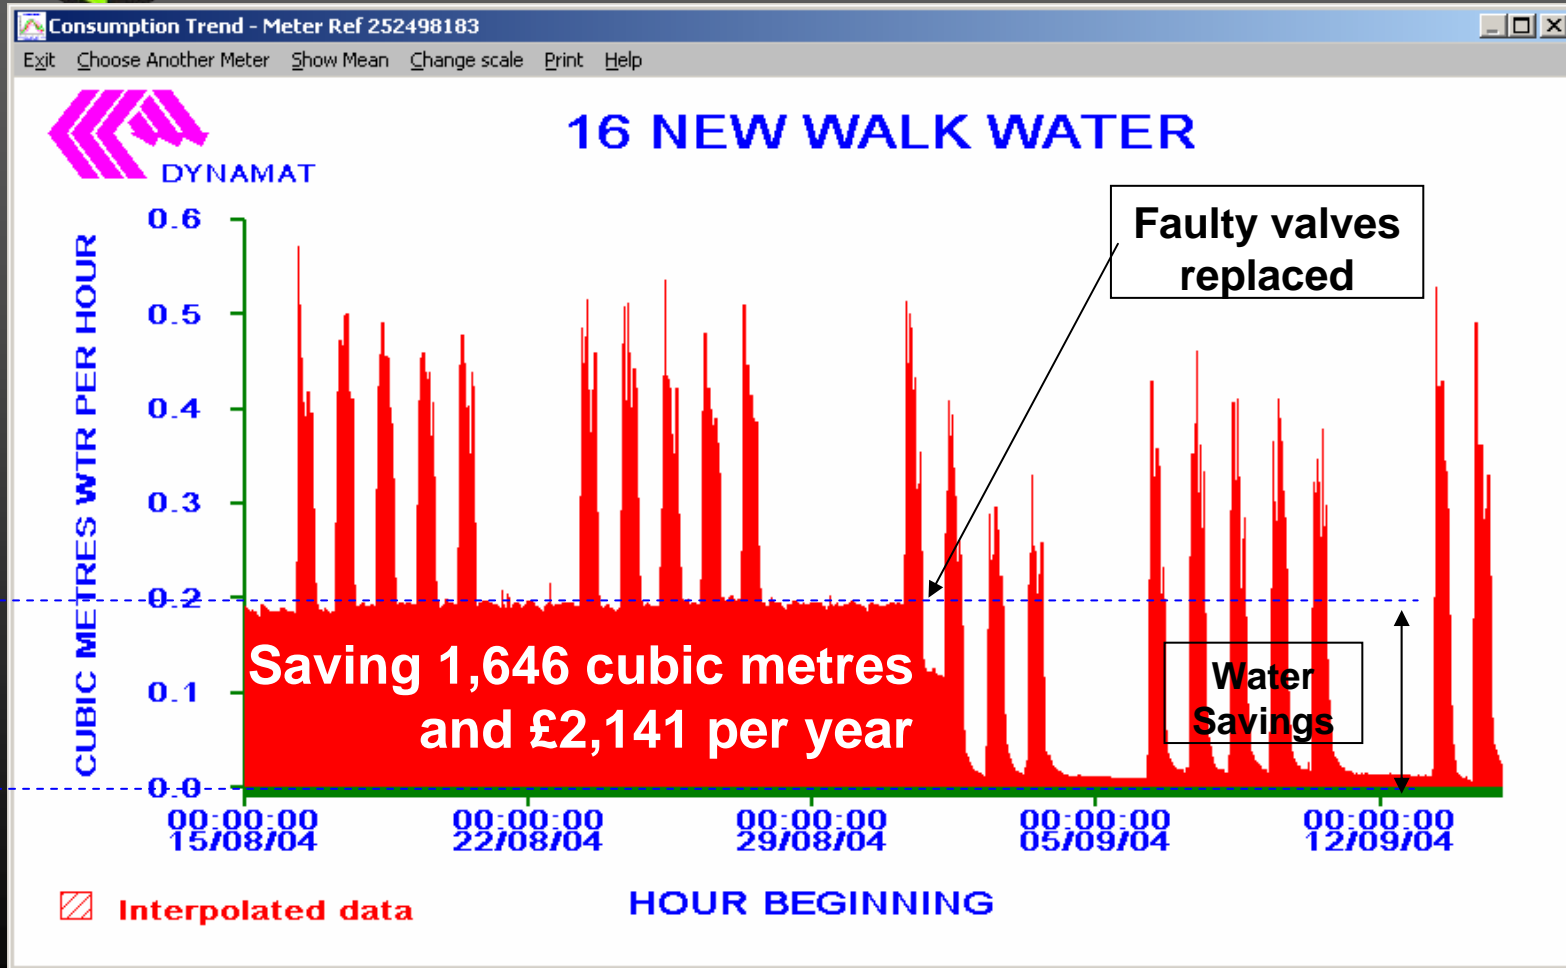 Consumption Trend - Meter Ref 252498183
Exit Choose Another Meter Show Mean Change scale Print Help
DYNAMAT
16 NEW WALK WATER
CUBIC METRES WTR PER HOUR
0.6
0.5
0.4
0.3
0.2
0.1
0.0
Faulty valves
replaced
Saving 1,646 cubic metres
and £2,141 per year
Water
Savings
00:00:00 00:00:00 00:00:00 00:00:00 00:00:00
15/08/04 22/08/04 29/08/04 05/09/04 12/09/04
Interpolated data
HOUR BEGINNING